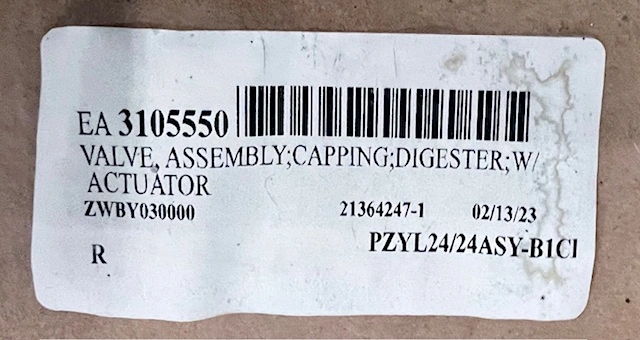 EA 3105550
VALVE, ASSEMBLY;CAPPING;DIGESTER;W/
ACTUATOR
ZWBY030000 21364247-1 02/13/23
R PZYL24/24ASY-B1CI